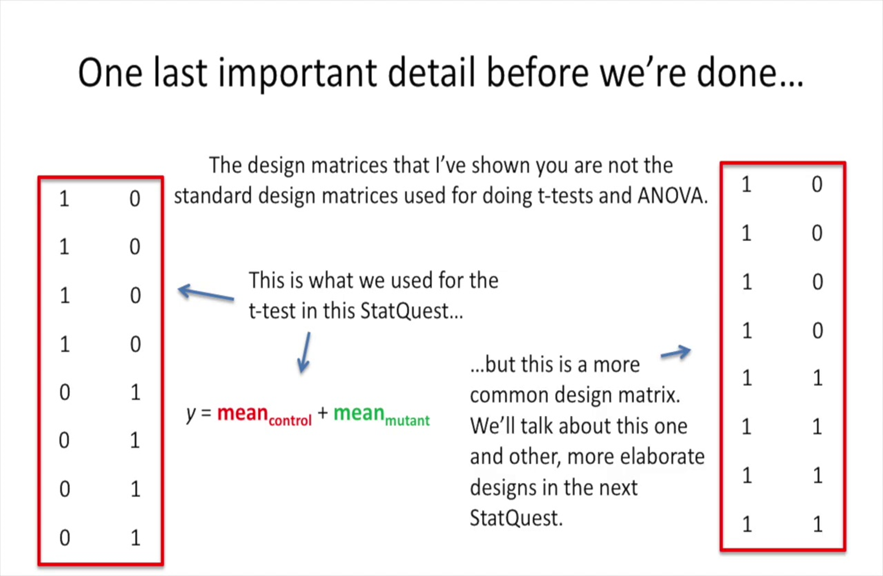 One last important detail before we're done...
The design matrices that I've shown you are not the
standard design matrices used for doing t-tests and ANOVA.
1 0
1 0
1 0
1 0
0 1
0 1
0 1
0 1
This is what we used for the
t-test in this StatQuest...
y = mean control + mean mutant
...but this is a more
common design matrix.
We'll talk about this one
and other, more elaborate
designs in the next
StatQuest.
1 0
1 0
1 0
1 0
1 1
1 1
1 1
1 1